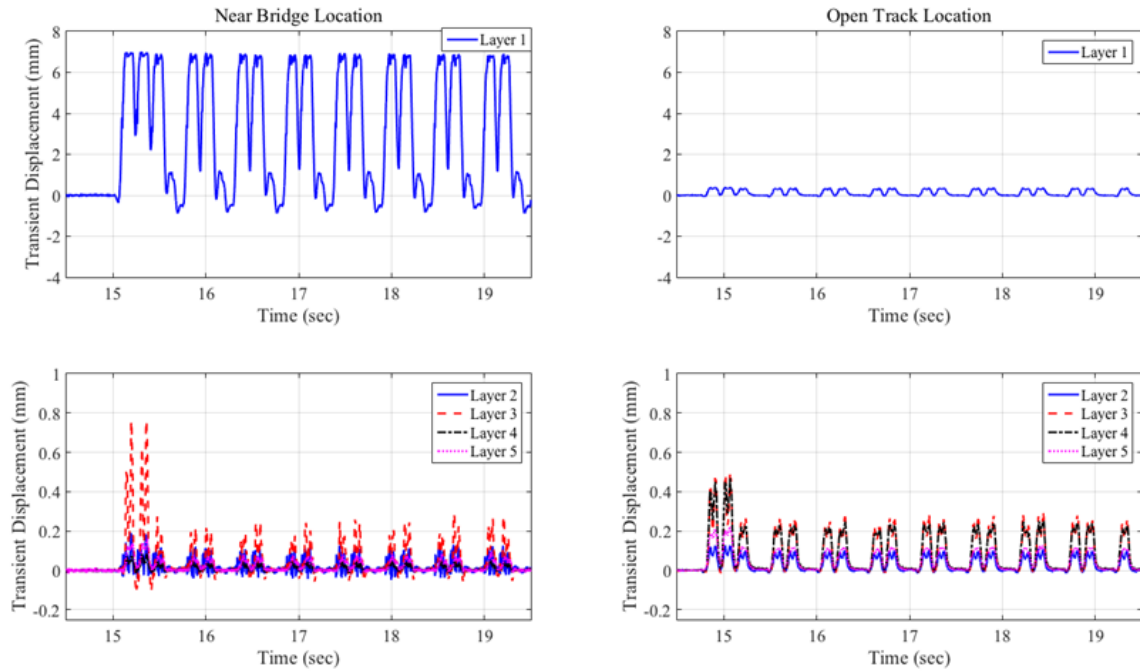 Near Bridge Location
8
6
4
2
0
-2
-4
Transient Displacement (mm)
Layer 1
15
16
17
18
19
Time (sec)
Open Track Location
8
6
4
2
0
-2
-4
Transient Displacement (mm)
Layer 1
15
16
17
18
19
Time (sec)
1
0.8
0.6
0.4
0.2
0
-0.2
Transient Displacement (mm)
Layer 2
Layer 3
Layer 4
Layer 5
15
16
17
18
19
Time (sec)
1
0.8
0.6
0.4
0.2
0
-0.2
Transient Displacement (mm)
Layer 2
Layer 3
Layer 4
Layer 5
15
16
17
18
19
Time (sec)